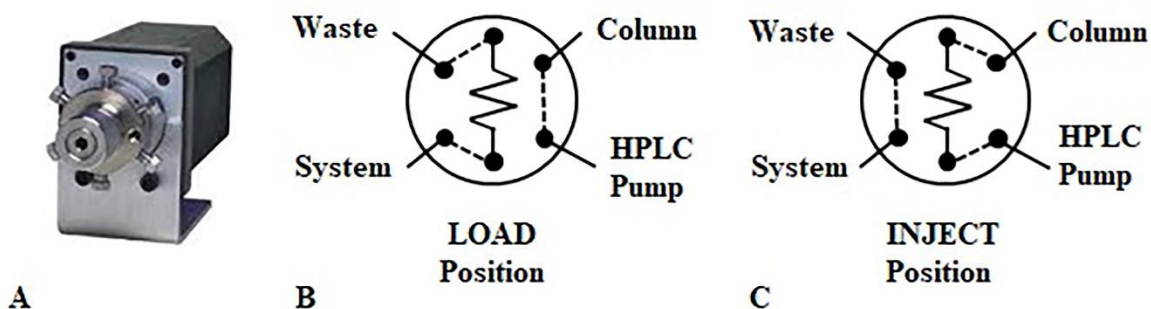 Waste
Column
System
HPLC
Pump
LOAD
Position
Waste
Column
System
HPLC
Pump
INJECT
Position
A
B
C